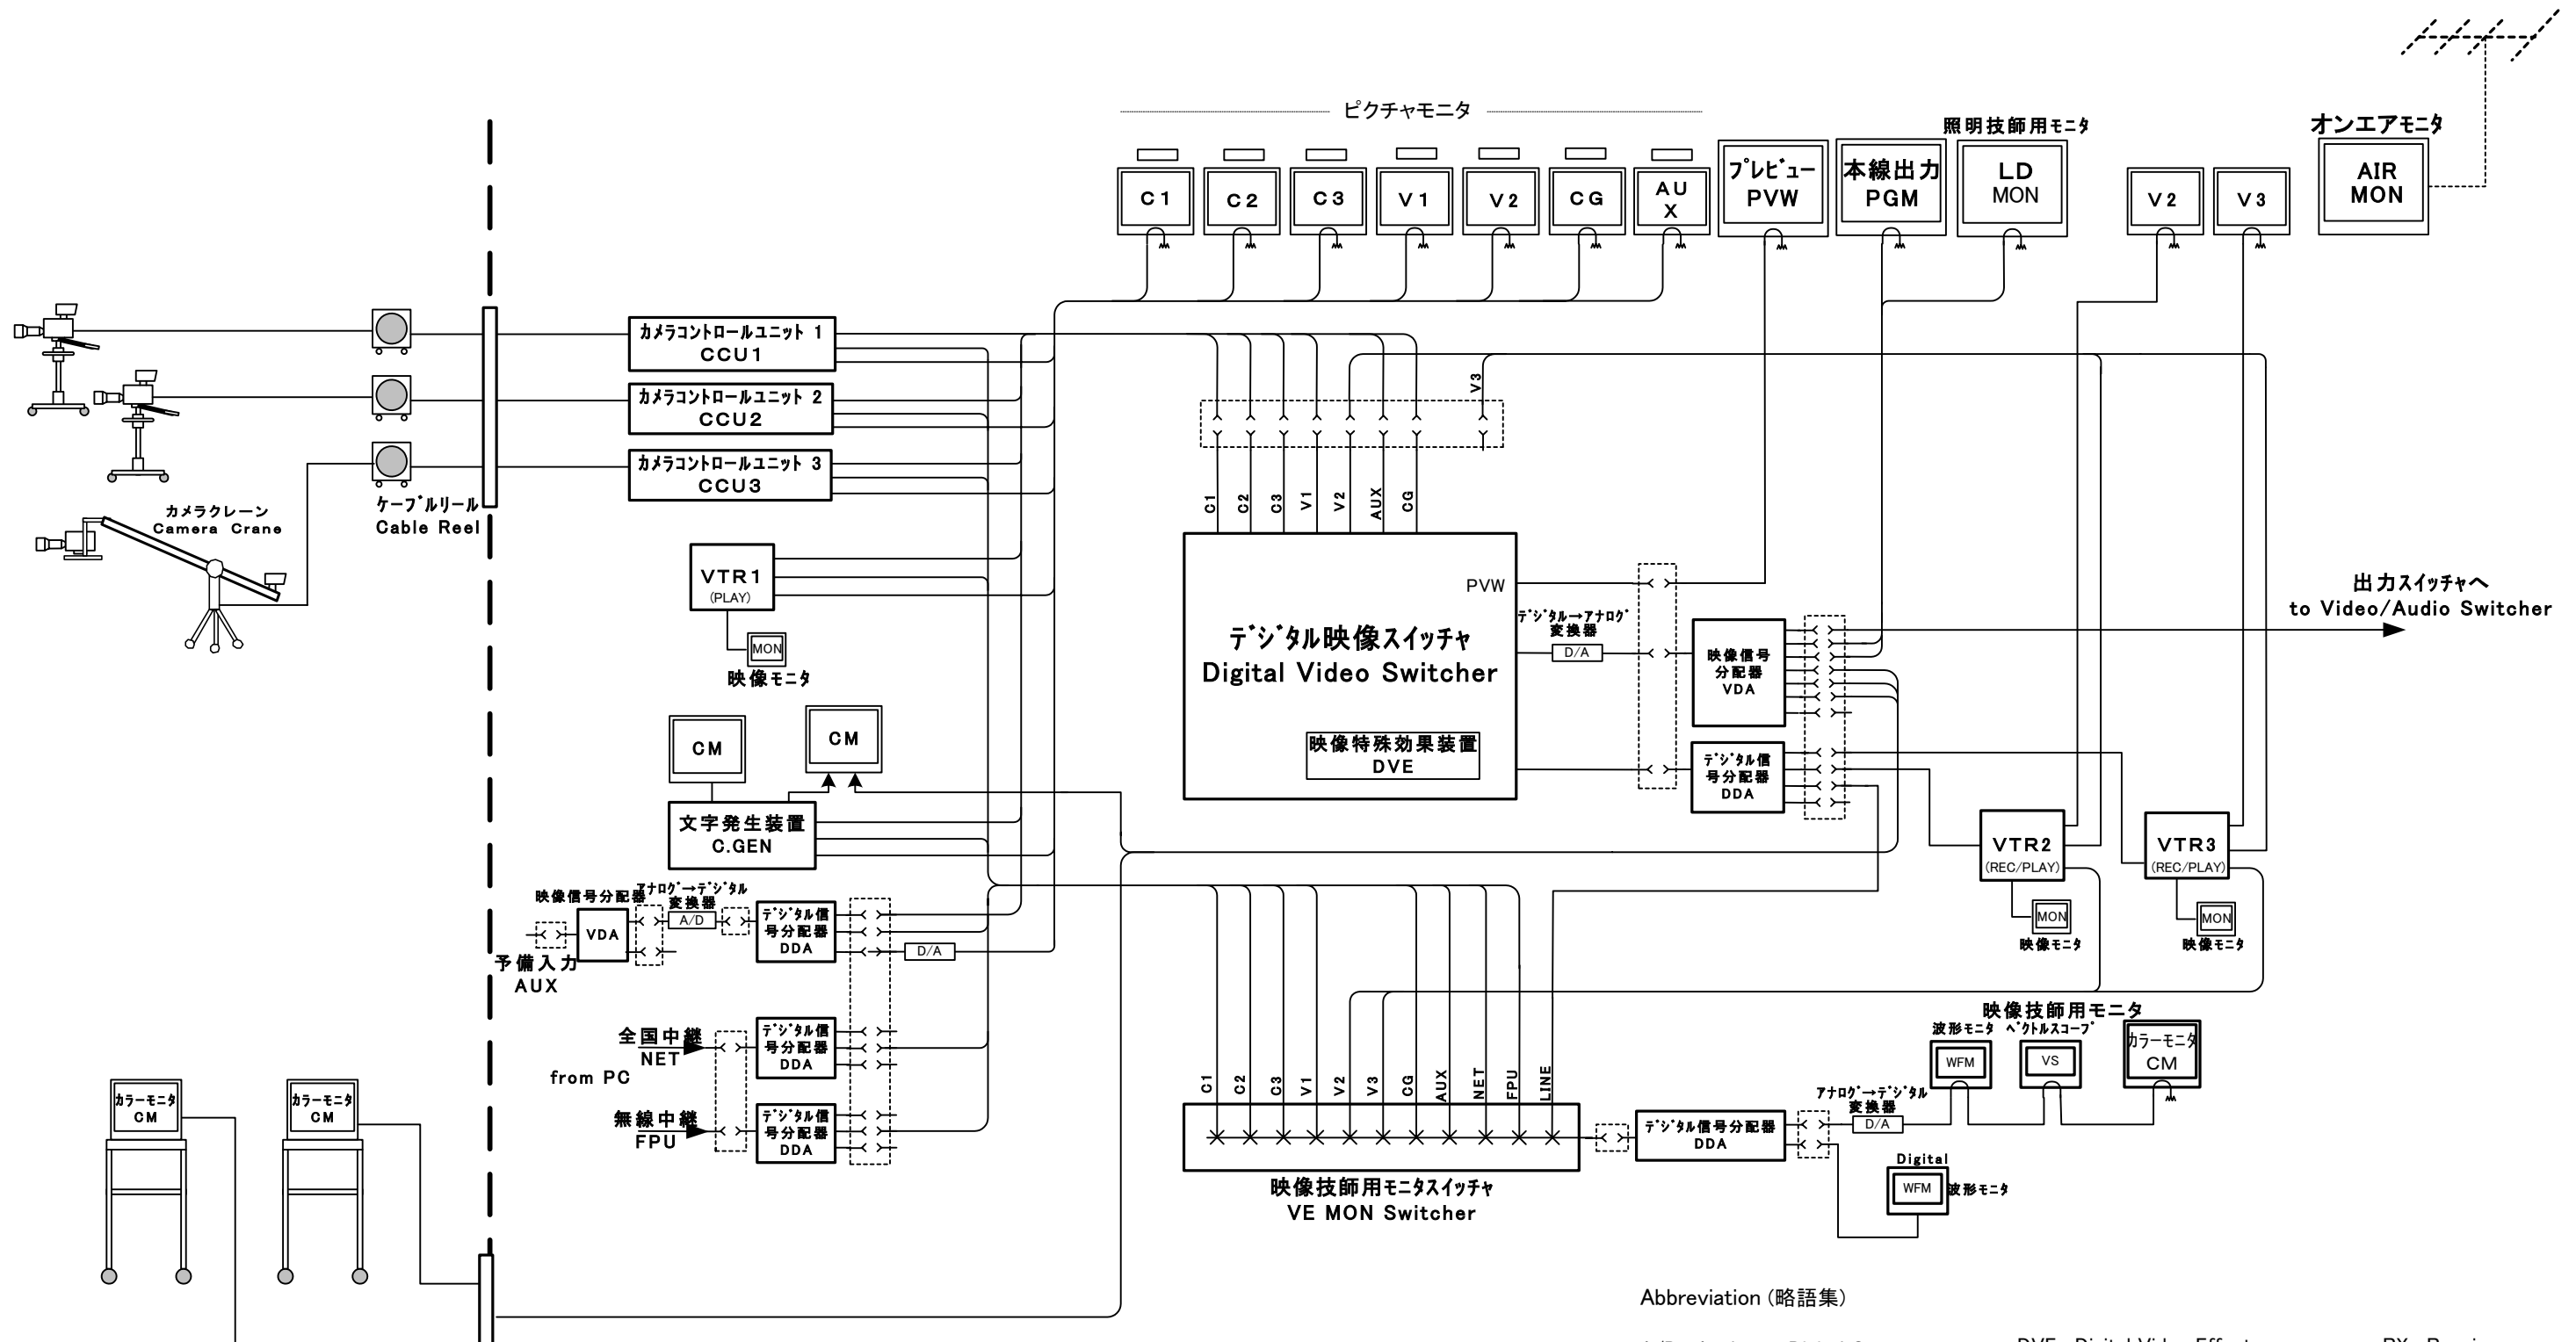 ピクチャモニタ
照明技師用モニタ
オンエアモニタ
C1
C2
C3
V1
V2
CG
AU
X
プレビュー
PVW
本線出力
PGM
LD
MON
V2
V3
AIR
MON
カメラコントロールユニット 1
CCU1
カメラコントロールユニット 2
CCU2
カメラコントロールユニット 3
CCU3
ケーブルリール
Cable Reel
カメラクレーン
Camera Crane
V3
C1
C2
C3
V1
V2
AUX
CG
VTR1
(PLAY)
MON
映像モニタ
PVW
デジタル映像スイッチャ
Digital Video Switcher
映像特殊効果装置
DVE
デジタル→アナログ
変換器
D/A
映像信号
分配器
VDA
デジタル信
号分配器
DDA
出力スイッチャへ
to Video/Audio Switcher
CM
CM
文字発生装置
C.GEN
VTR2
(REC/PLAY)
MON
映像モニタ
VTR3
(REC/PLAY)
MON
映像モニタ
映像信号分配器
VDA
アナログ→デジタル
変換器
A/D
デジタル信
号分配器
DDA
D/A
予備入力
AUX
全国中継
NET
from PC
デジタル信
号分配器
DDA
無線中継
FPU
デジタル信
号分配器
DDA
C1
C2
C3
V1
V2
V3
CG
AUX
NET
FPU
LINE
映像技師用モニタスイッチャ
VE MON Switcher
デジタル信号分配器
DDA
アナログ→デジタル
変換器
D/A
映像技師用モニタ
波形モニタ
ベクトルスコープ
WFM
VS
カラーモニタ
CM
Digital
WFM
波形モニタ
カラーモニタ
CM
カラーモニタ
CM
Abbreviation (略語集)